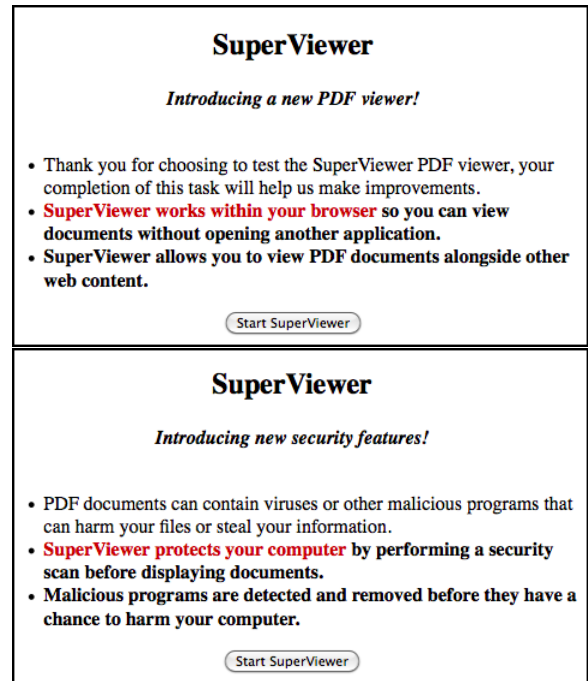 SuperViewer
Introducing a new PDF viewer!
• Thank you for choosing to test the SuperViewer PDF viewer, your
completion of this task will help us make improvements.
• SuperViewer works within your browser so you can view
documents without opening another application.
• SuperViewer allows you to view PDF documents alongside other
web content.
Start SuperViewer
SuperViewer
Introducing new security features!
• PDF documents can contain viruses or other malicious programs that
can harm your files or steal your information.
• SuperViewer protects your computer by performing a security
scan before displaying documents.
• Malicious programs are detected and removed before they have a
chance to harm your computer.
Start SuperViewer